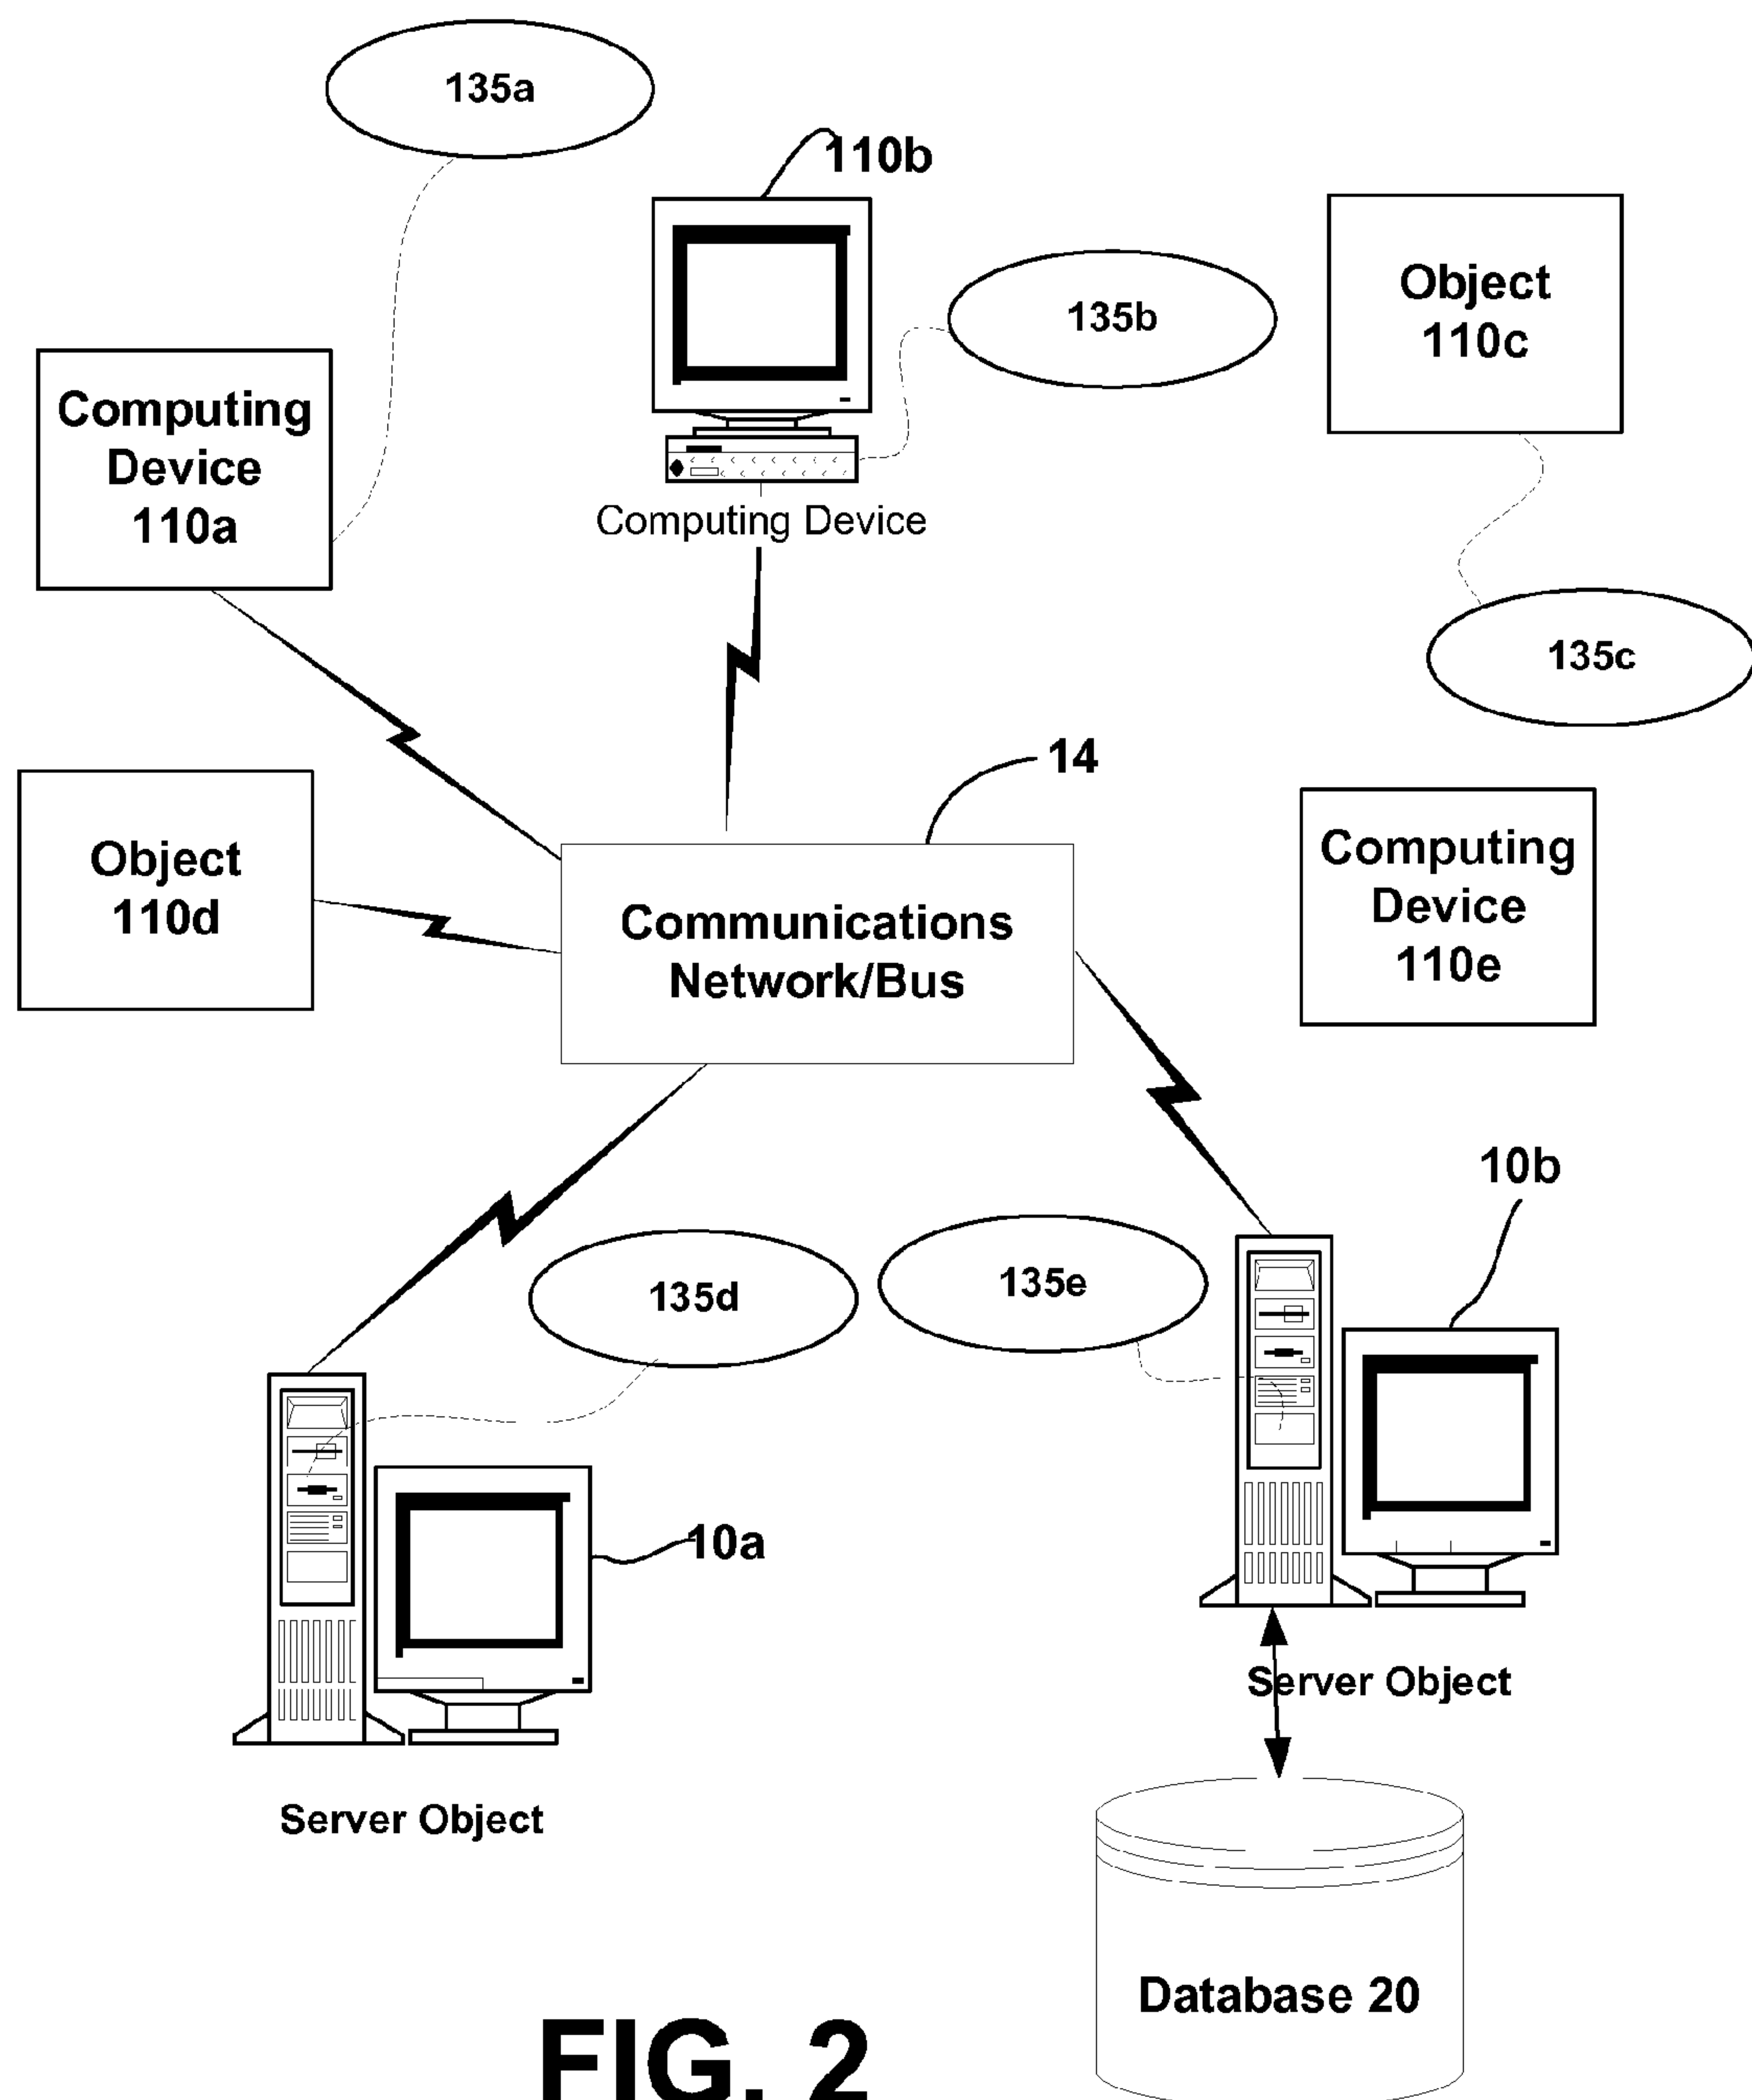 135a
110b
135b
Object
110c
Computing
Device
110a
Computing Device
135c
14
Object
110d
Communications
Network/Bus
Computing
Device
110e
10b
135d
135e
10a
Server Object
Server Object
Database 20
FIG. 2